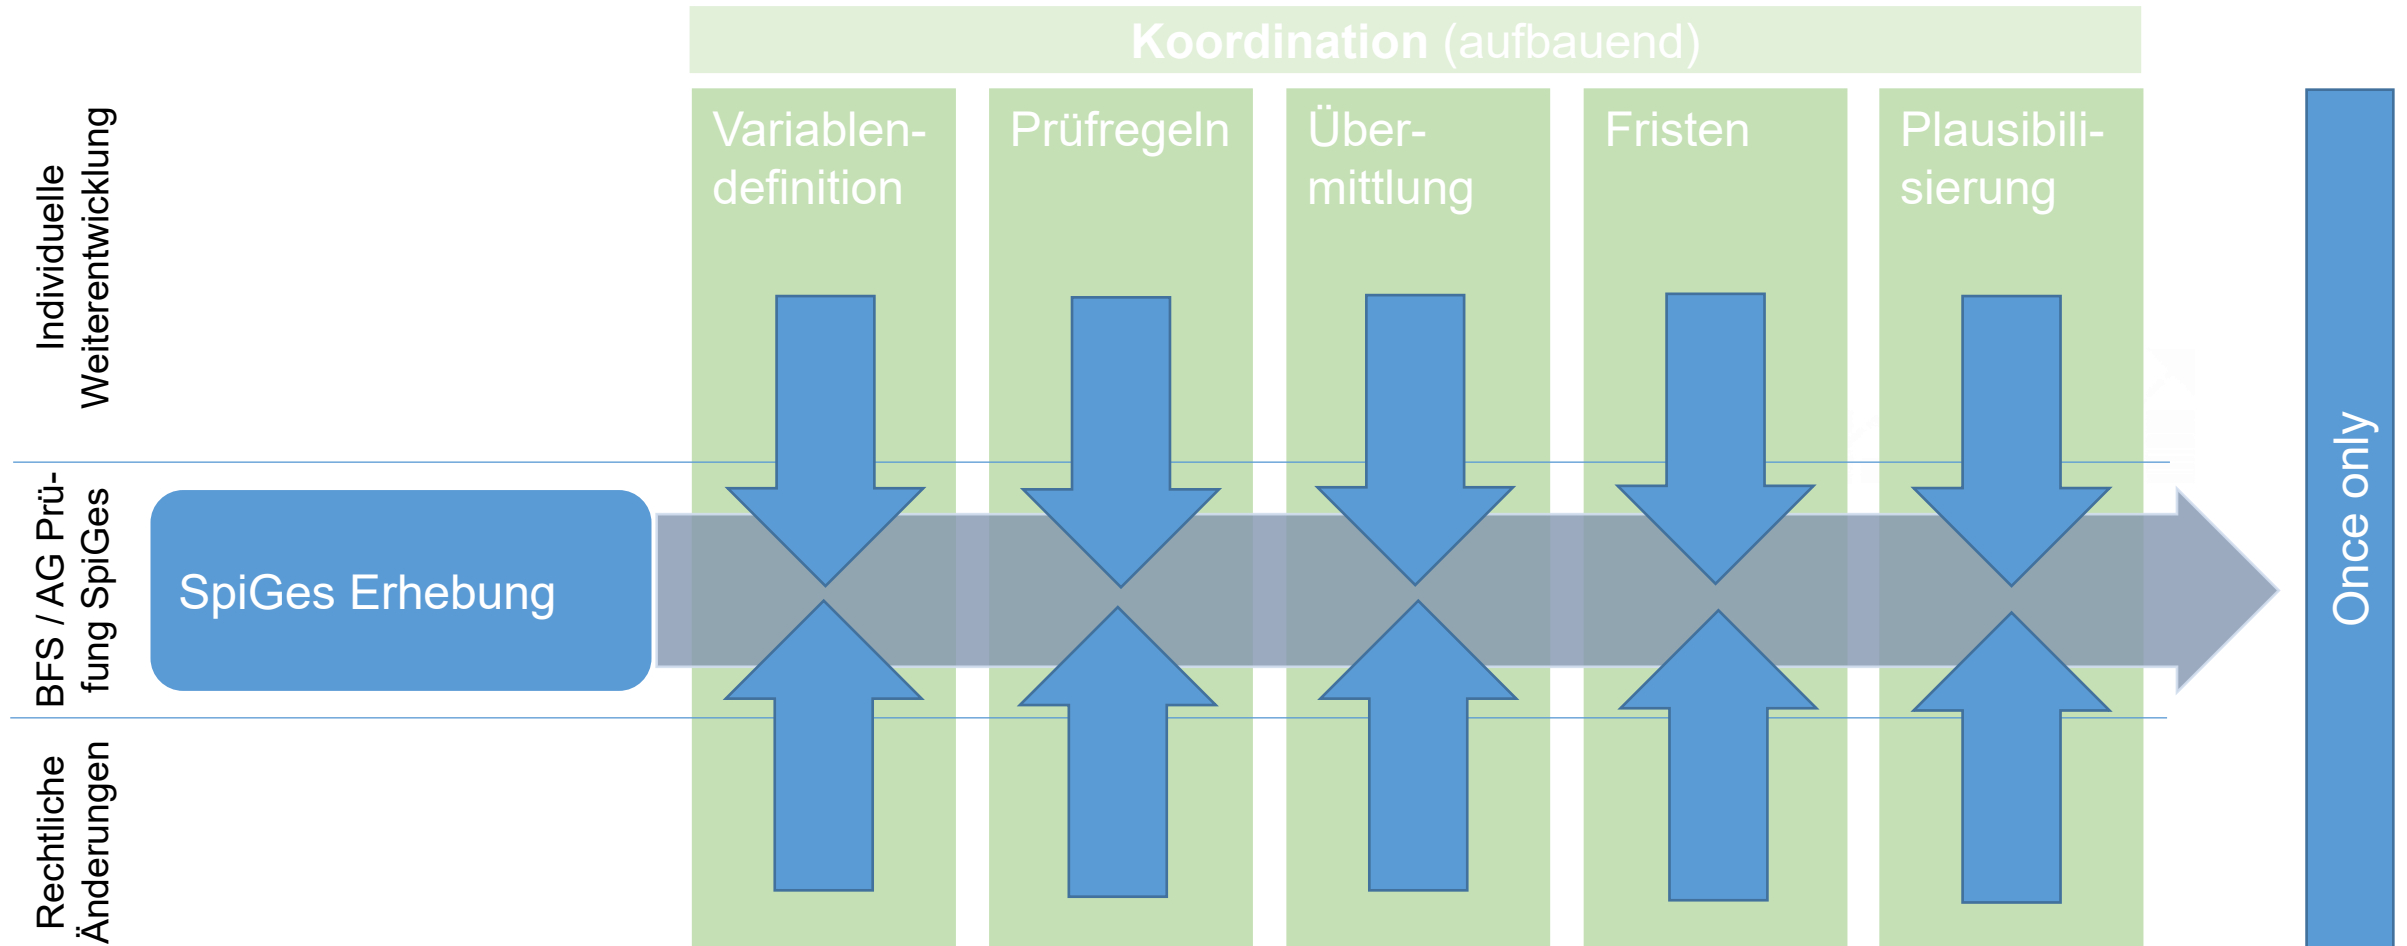 Koordination (aufbauend)
Variablen-
definition
Prüfregeln
Über-
mittlung
Fristen
Plausibili-
sierung
Individuelle
Weiterentwicklung
BFS / AG Prü-
fung SpiGes
SpiGes Erhebung
Rechtliche
Änderungen
Once only